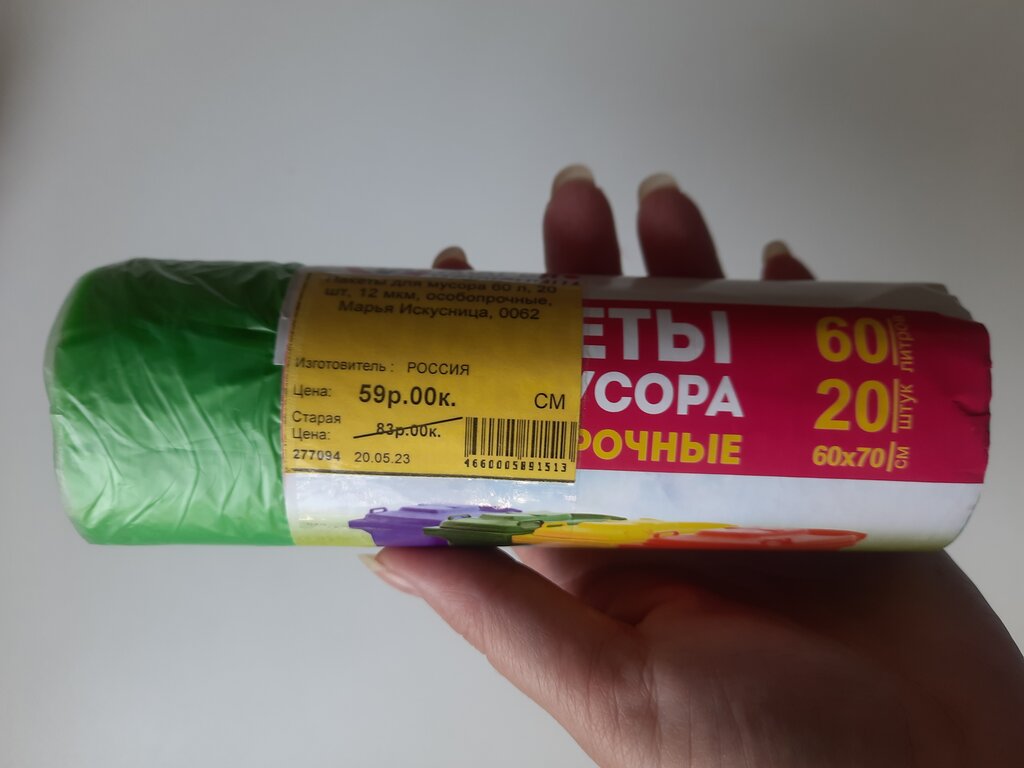 Пакеты для мусора 60 л, 20
шт, 12 мкм, особопрочные,
Марья Искусница, 0062
Изготовитель : РОССИЯ
Цена: 59р.00к. СМ
Старая
Цена: 83р.00к.
277094 20.05.23
4660005891513
ЕТЫ
УСОРА
РОЧНЫЕ
60 литров
20 штук
60х70 см